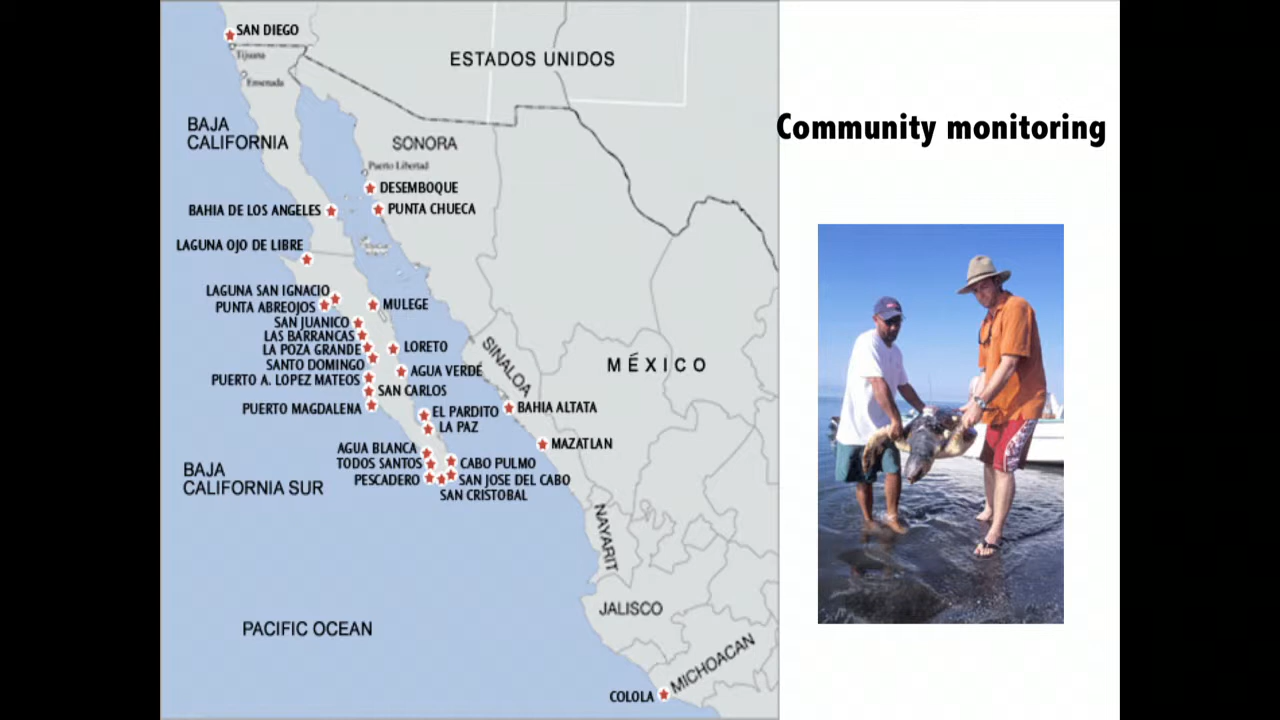 SAN DIEGO
Tijuana
ESTADOS UNIDOS
Ensenada
BAJA
CALIFORNIA
SONORA
Community monitoring
Puerto Libertad
DESEMBOQUE
BAHIA DE LOS ANGELES
PUNTA CHUECA
LAGUNA OJO DE LIBRE
LAGUNA SAN IGNACIO
PUNTA ABREOJOS
MULEGE
SAN JUANICO
LAS BARRANCAS
LA POZA GRANDE
LORETO
SANTO DOMINGO
AGUA VERDÉ
SINALOA
MÉXICO
PUERTO A. LOPEZ MATEOS
SAN CARLOS
PUERTO MAGDALENA
EL PARDITO
BAHIA ALTATA
LA PAZ
MAZATLAN
AGUA BLANCA
TODOS SANTOS
CABO PULMO
PESCADERO
SAN JOSE DEL CABO
SAN CRISTOBAL
BAJA
CALIFORNIA SUR
NAYARIT
JALISCO
PACIFIC OCEAN
MICHOACAN
COLOLA